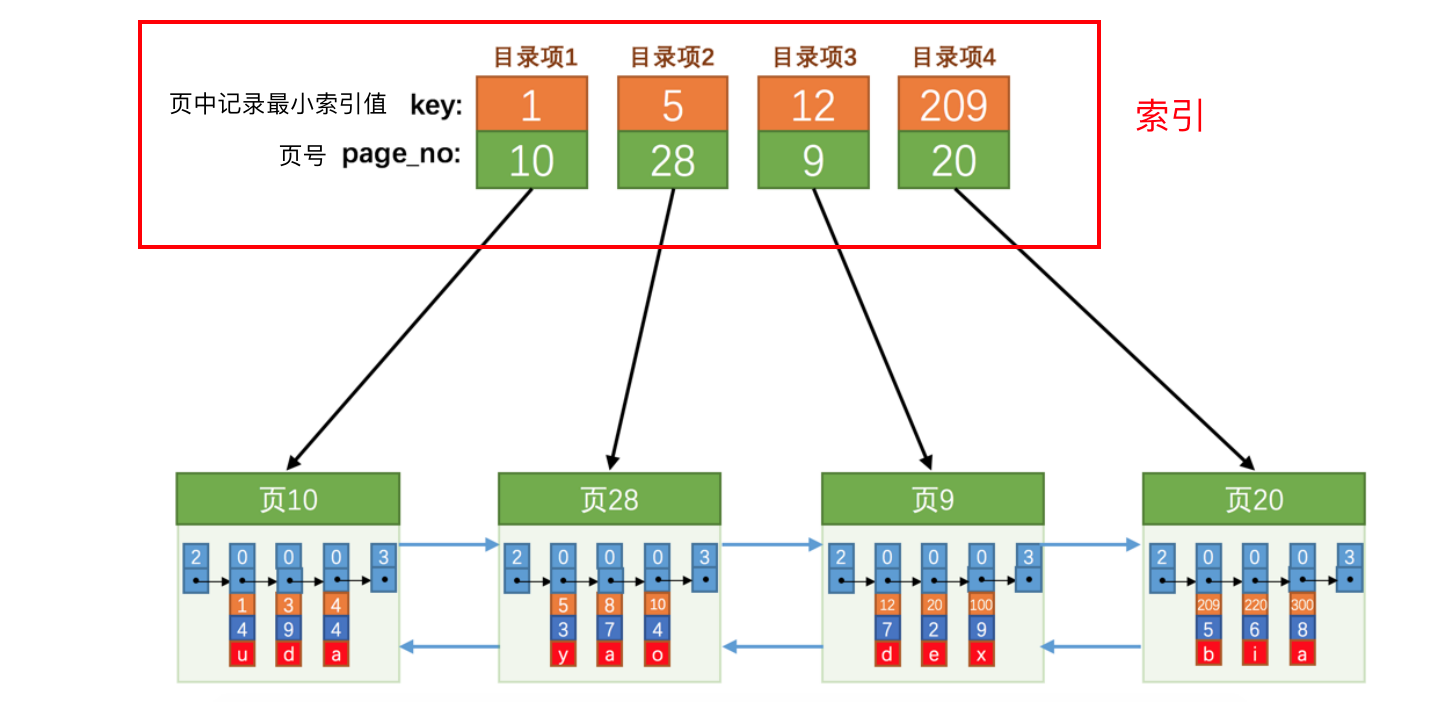 目录项1 目录项2 目录项3 目录项4
页中记录最小索引值 key: 1 5 12 209
索引
页号 page_no: 10 28 9 20
页10 页28 页9 页20
2 0 0 0 3 2 0 0 0 3 2 0 0 0 3 2 0 0 0 3
1 3 4 5 8 10 12 20 100 209 220 300
4 9 4 3 7 4 7 2 9 5 6 8
u d a y a o d e x b i a